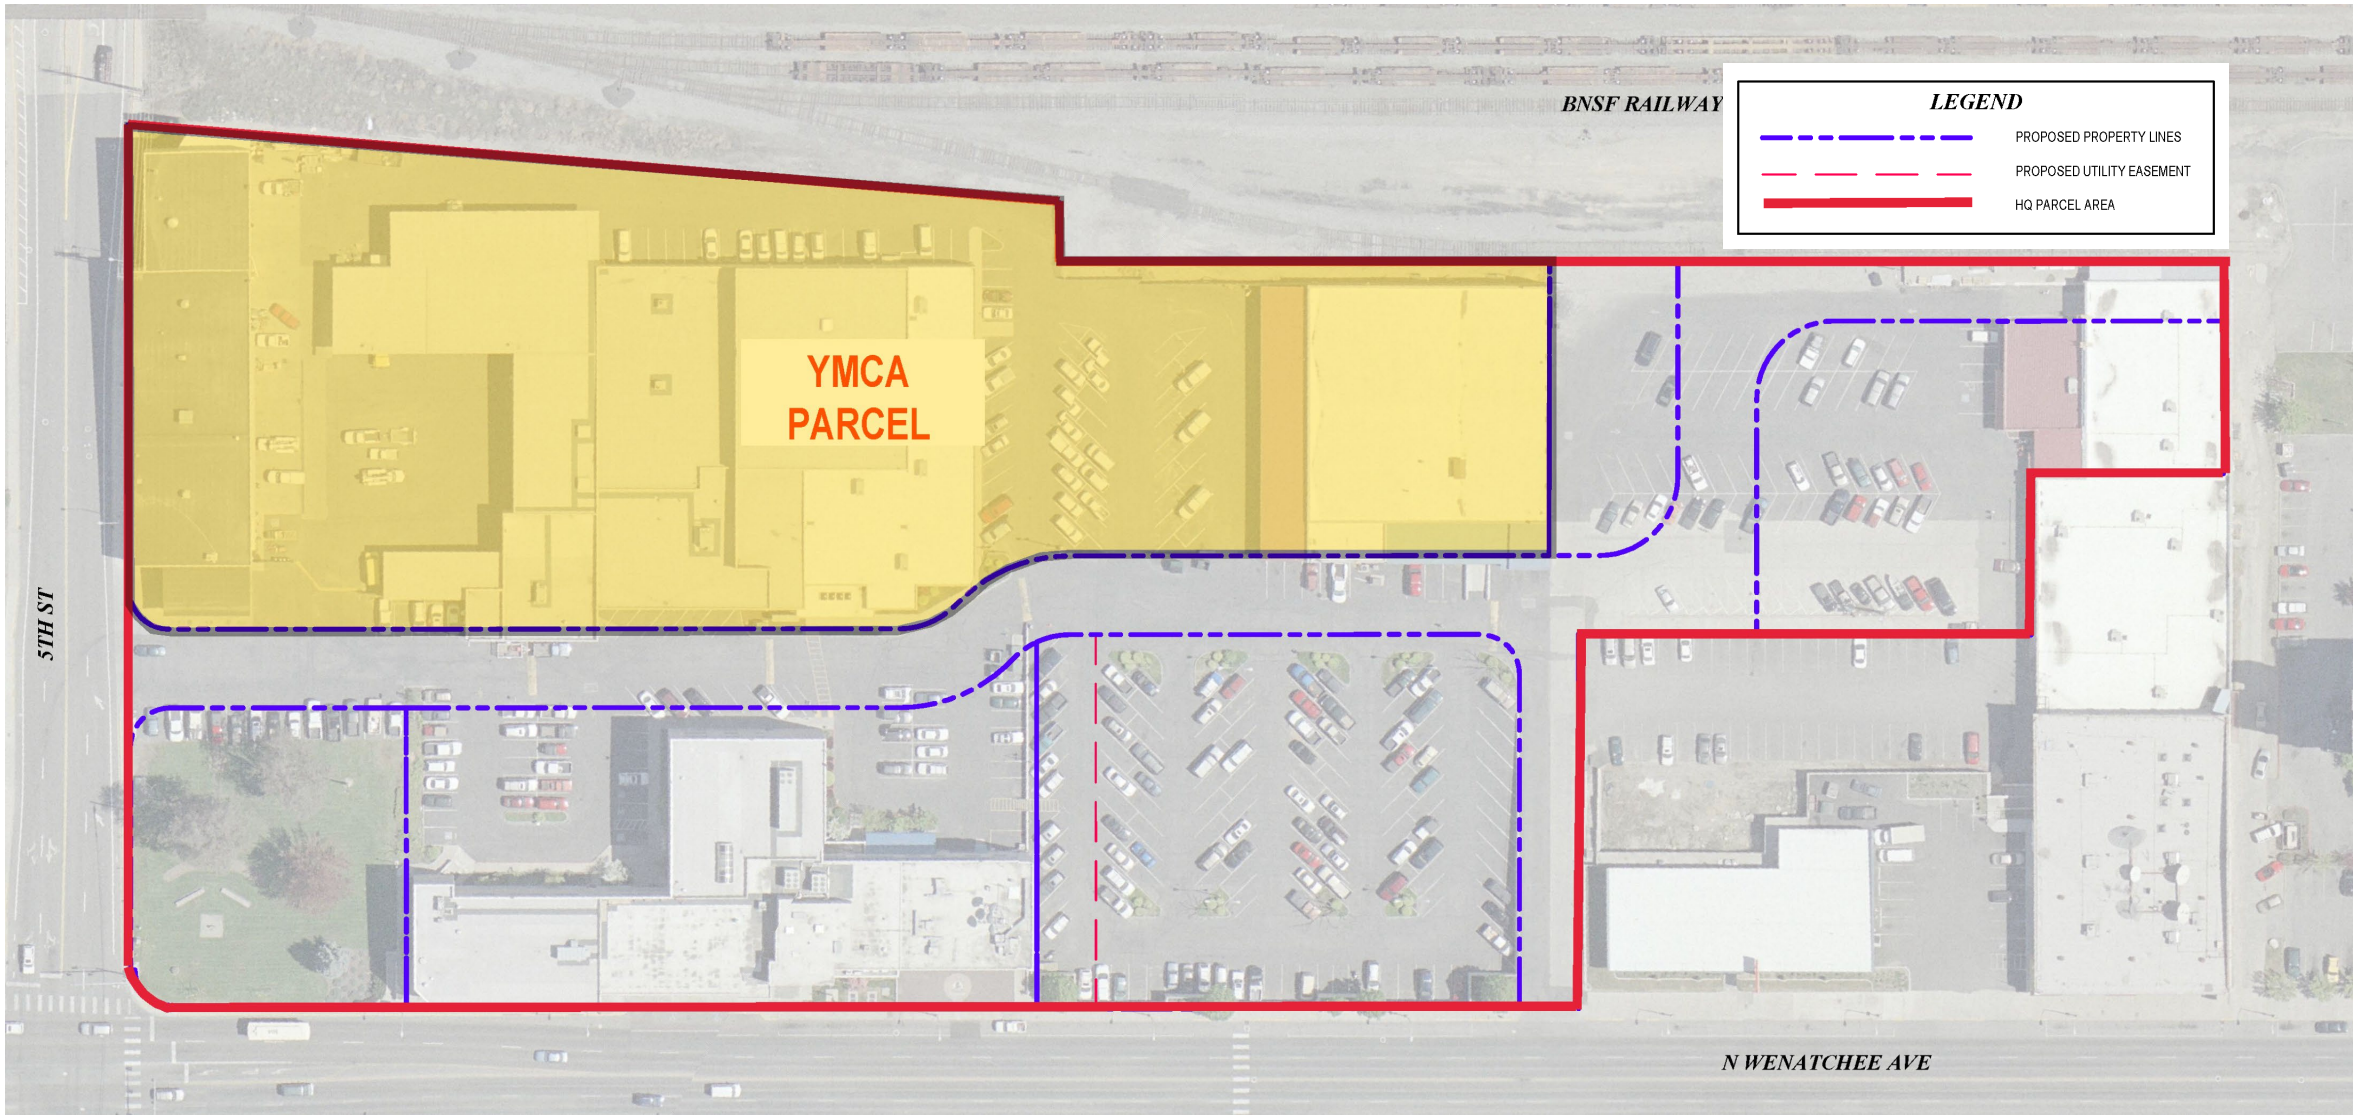 BNSF RAILWAY
LEGEND
PROPOSED PROPERTY LINES
PROPOSED UTILITY EASEMENT
HQ PARCEL AREA
YMCA
PARCEL
5TH ST
N WENATCHEE AVE